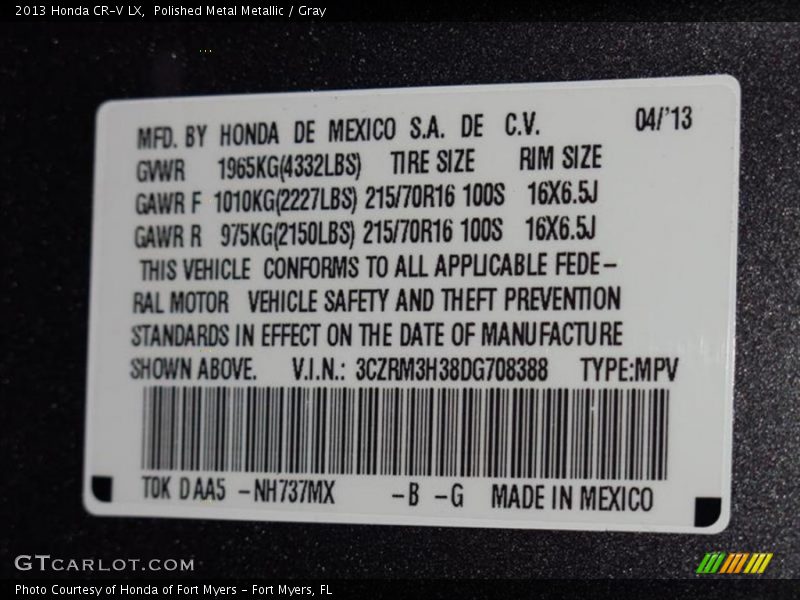 2013 Honda CR-V LX, Polished Metal Metallic / Gray
MFD. BY HONDA DE MEXICO S.A. DE C.V. 04/'13
GVWR 1965KG(4332LBS) TIRE SIZE RIM SIZE
GAWR F 1010KG(2227LBS) 215/70R16 100S 16X6.5J
GAWR R 975KG(2150LBS) 215/70R16 100S 16X6.5J
THIS VEHICLE CONFORMS TO ALL APPLICABLE FEDE-
RAL MOTOR VEHICLE SAFETY AND THEFT PREVENTION
STANDARDS IN EFFECT ON THE DATE OF MANUFACTURE
SHOWN ABOVE. V.I.N.: 3CZRM3H38DG708388 TYPE:MPV
T0K D AA5 -NH737MX -B -G MADE IN MEXICO
GTCARLOT.COM
Photo Courtesy of Honda of Fort Myers - Fort Myers, FL